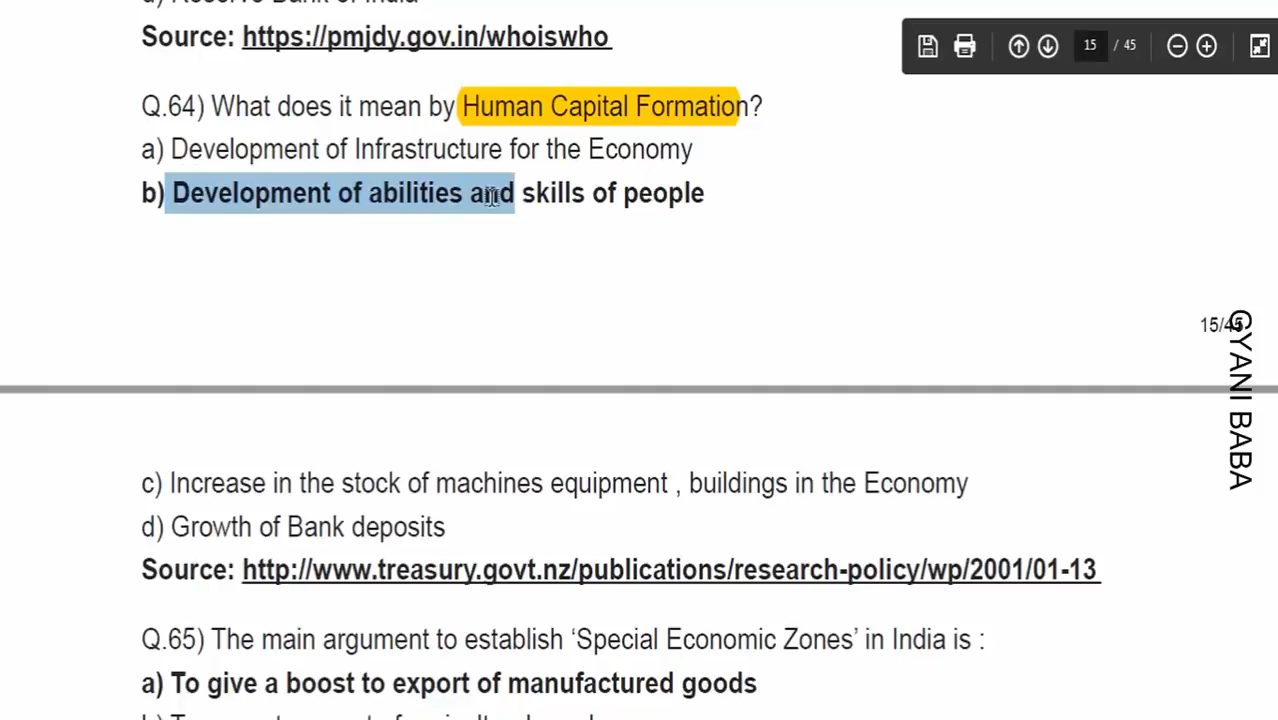 Source: https://pmjdy.gov.in/whoiswho
15 / 45
Q.64) What does it mean by Human Capital Formation?
a) Development of Infrastructure for the Economy
b) Development of abilities and skills of people
15/45
GYANI BABA
c) Increase in the stock of machines equipment , buildings in the Economy
d) Growth of Bank deposits
Source: http://www.treasury.govt.nz/publications/research-policy/wp/2001/01-13
Q.65) The main argument to establish ‘Special Economic Zones’ in India is :
a) To give a boost to export of manufactured goods